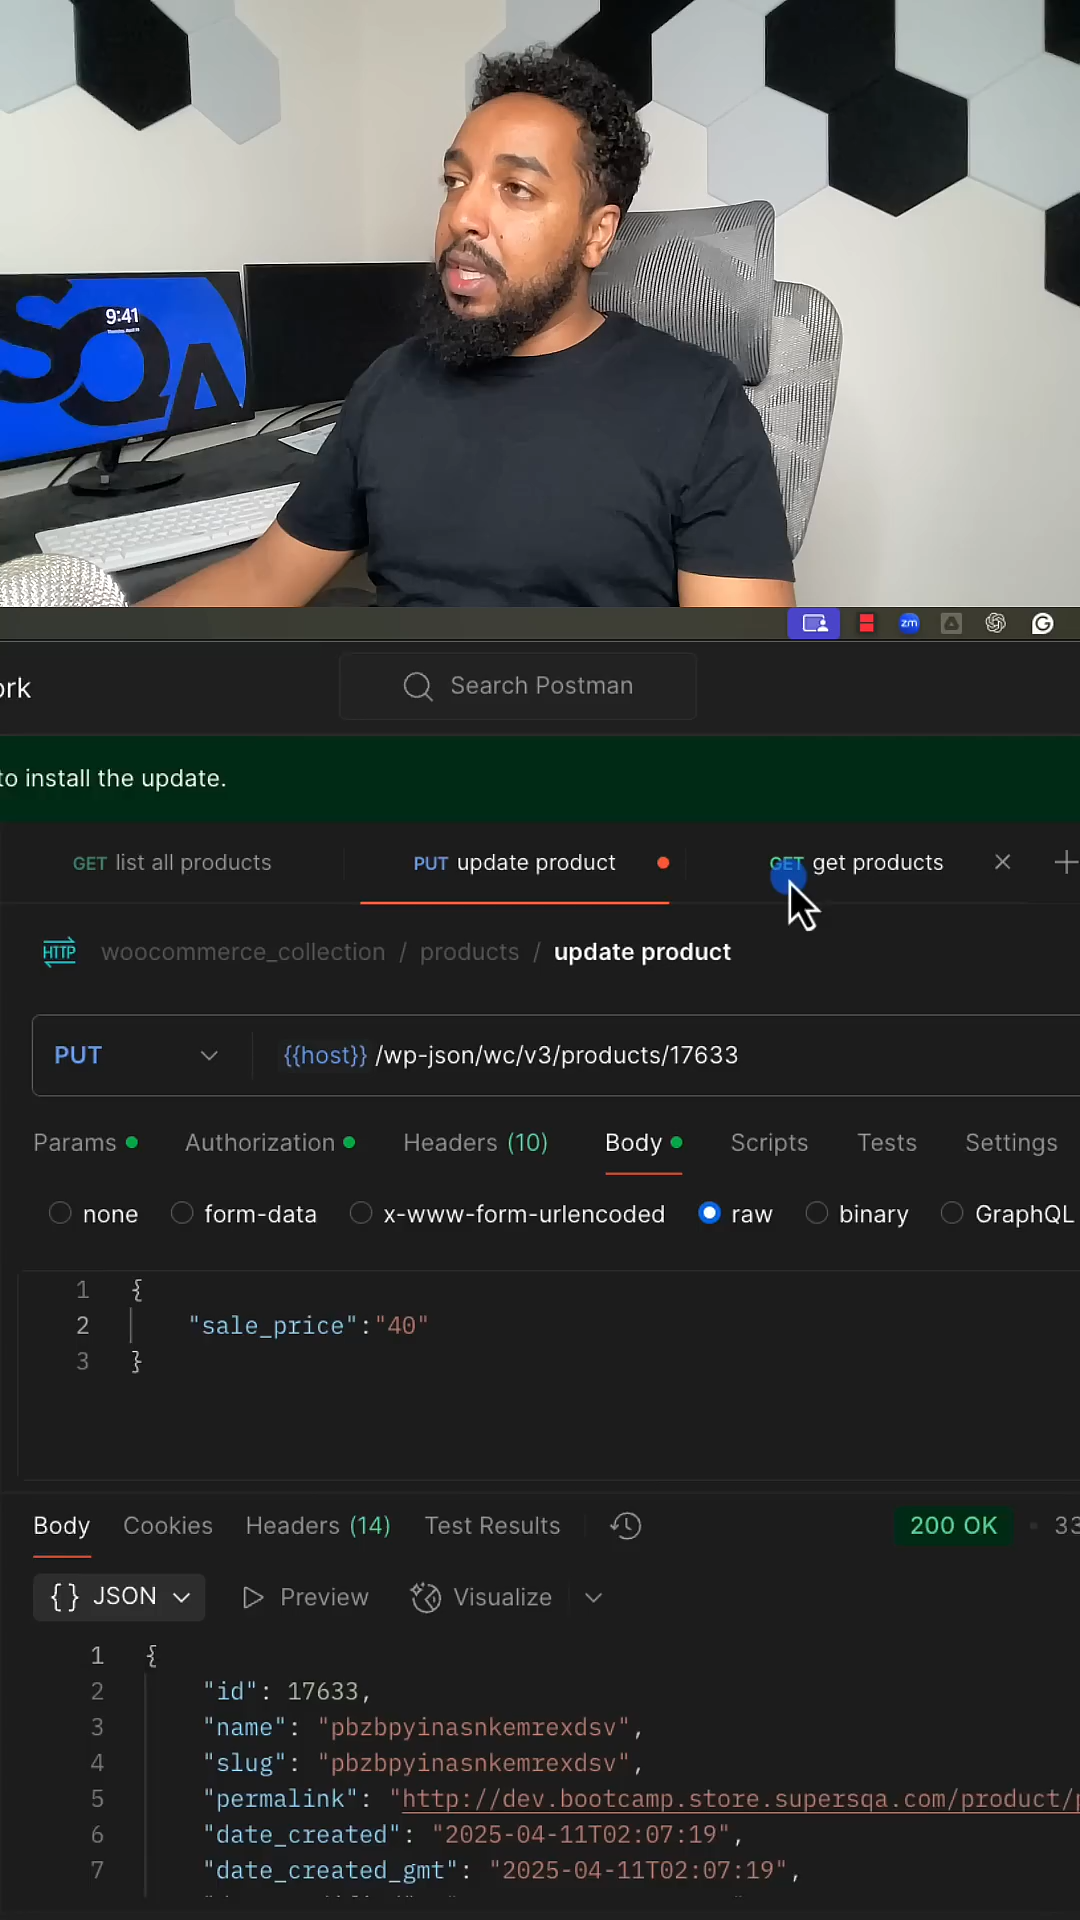 9:41
SQA
zm
ork
Search Postman
to install the update.
GET list all products
PUT update product
GET get products
HTTP woocommerce_collection / products / update product
PUT
{{host}} /wp-json/wc/v3/products/17633
Params
Authorization
Headers (10)
Body
Scripts
Tests
Settings
none
form-data
x-www-form-urlencoded
raw
binary
GraphQL
1 {
2 "sale_price":"40"
3 }
Body
Cookies
Headers (14)
Test Results
200 OK
33
{} JSON
Preview
Visualize
1 {
2 "id": 17633,
3 "name": "pbzbpyinasnkemrexdsv",
4 "slug": "pbzbpyinasnkemrexdsv",
5 "permalink": "http://dev.bootcamp.store.supersqa.com/product/p
6 "date_created": "2025-04-11T02:07:19",
7 "date_created_gmt": "2025-04-11T02:07:19",